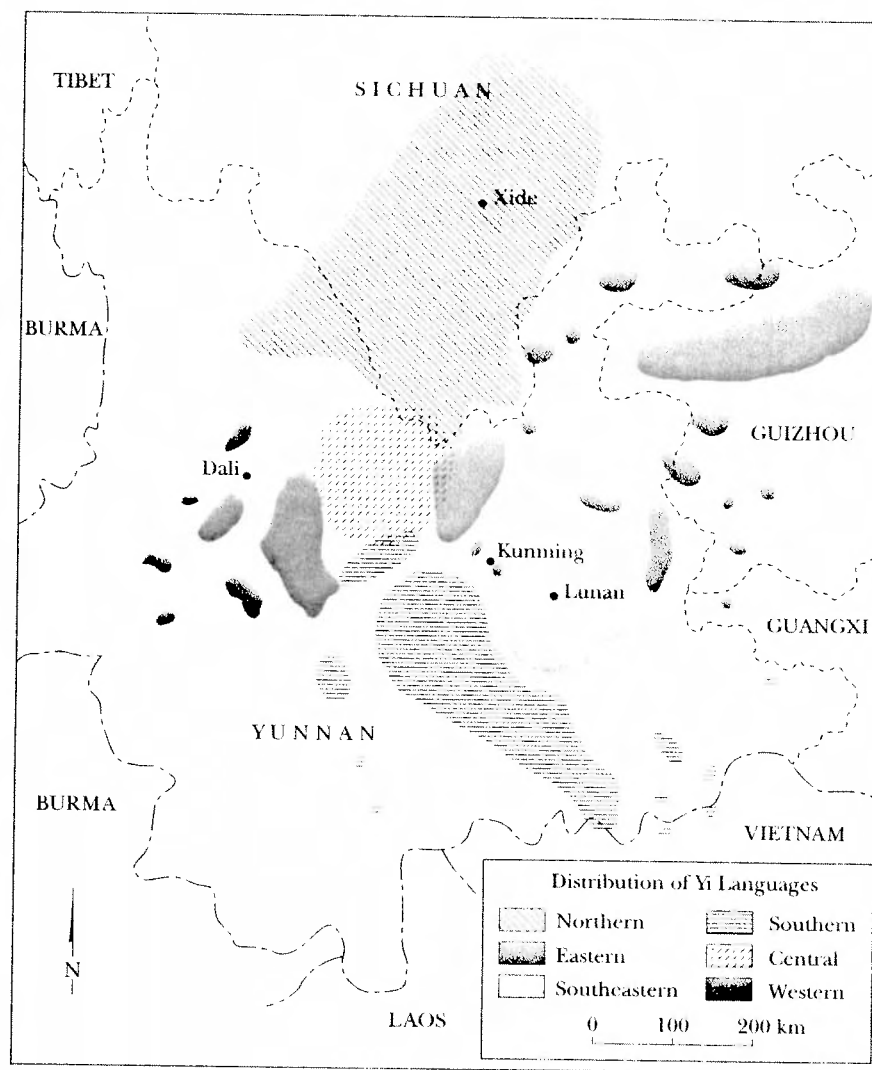 TIBET
SICHUAN
Xide
BURMA
Dali
GUIZHOU
Kunming
Lunan
GUANGXI
YUNNAN
BURMA
VIETNAM
N
LAOS
Distribution of Yi Languages
Northern
Southern
Eastern
Central
Southeastern
Western
0 100 200 km